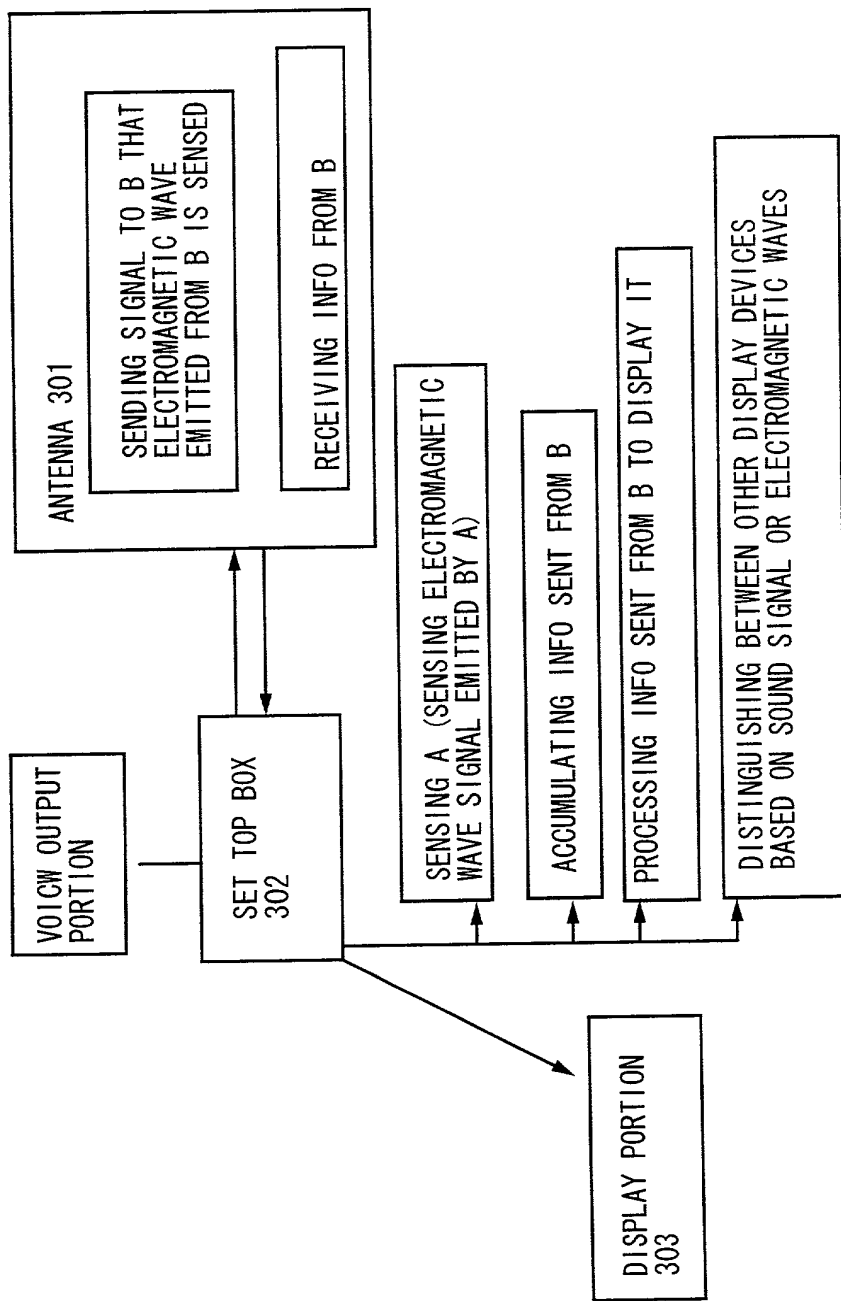 VOICW OUTPUT
PORTION
SET TOP BOX
302
ANTENNA 301
SENDING SIGNAL TO B THAT
ELECTROMAGNETIC WAVE
EMITTED FROM B IS SENSED
RECEIVING INFO FROM B
SENSING A (SENSING ELECTROMAGNETIC
WAVE SIGNAL EMITTED BY A)
ACCUMULATING INFO SENT FROM B
PROCESSING INFO SENT FROM B TO DISPLAY IT
DISTINGUISHING BETWEEN OTHER DISPLAY DEVICES
BASED ON SOUND SIGNAL OR ELECTROMAGNETIC WAVES
DISPLAY PORTION
303